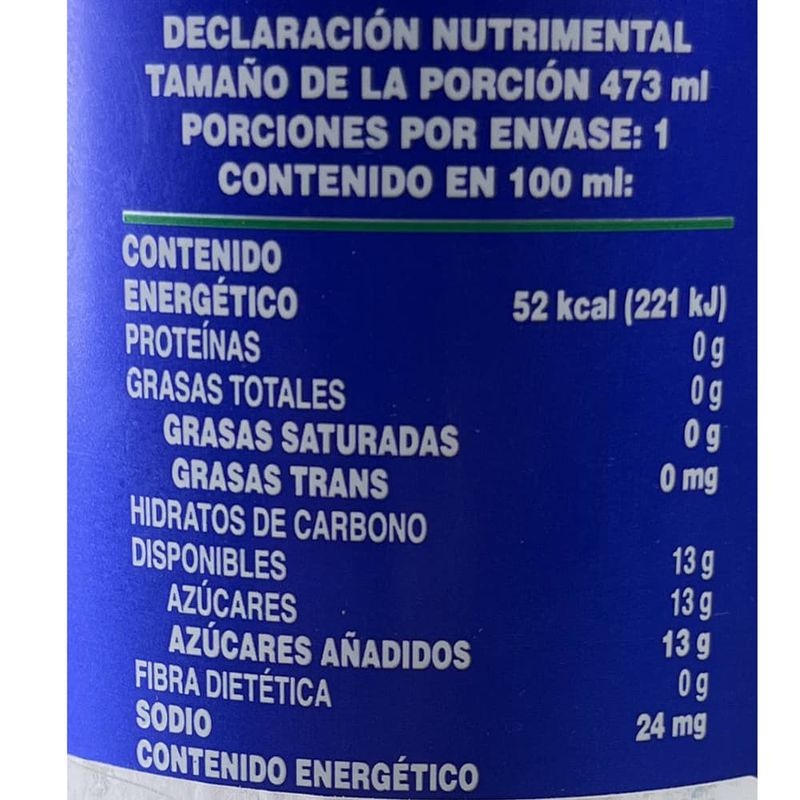 DECLARACIÓN NUTRIMENTAL
TAMAÑO DE LA PORCIÓN 473 ml
PORCIONES POR ENVASE: 1
CONTENIDO EN 100 ml:
CONTENIDO
ENERGÉTICO 52 kcal (221 kJ)
PROTEÍNAS 0 g
GRASAS TOTALES 0 g
GRASAS SATURADAS 0 g
GRASAS TRANS 0 mg
HIDRATOS DE CARBONO
DISPONIBLES 13 g
AZÚCARES 13 g
AZÚCARES AÑADIDOS 13 g
FIBRA DIETÉTICA 0 g
SODIO 24 mg
CONTENIDO ENERGÉTICO